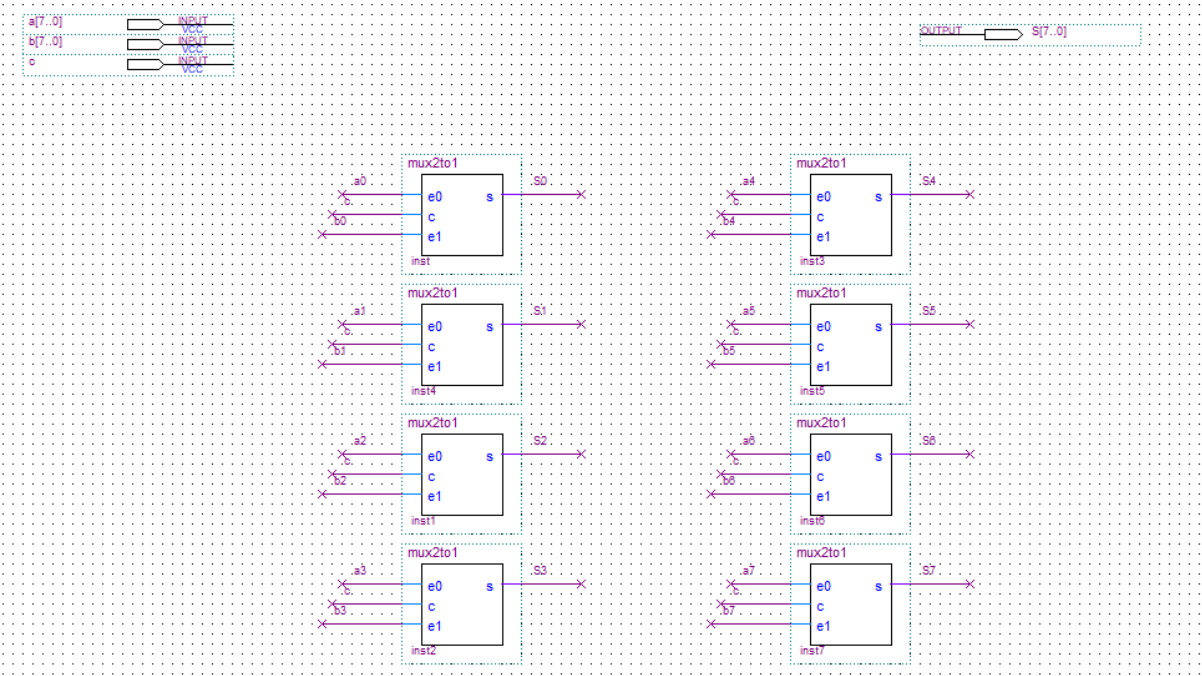 a[7..0] INPUT VCC
b[7..0] INPUT VCC
c INPUT VCC
OUTPUT S[7..0]
mux2to1
a0 e0 s S0
c c
b0 e1
inst
mux2to1
a4 e0 s S4
c c
b4 e1
inst3
mux2to1
a1 e0 s S1
c c
b1 e1
inst4
mux2to1
a5 e0 s S5
c c
b5 e1
inst5
mux2to1
a2 e0 s S2
c c
b2 e1
inst1
mux2to1
a6 e0 s S6
c c
b6 e1
inst6
mux2to1
a3 e0 s S3
c c
b3 e1
inst2
mux2to1
a7 e0 s S7
c c
b7 e1
inst7